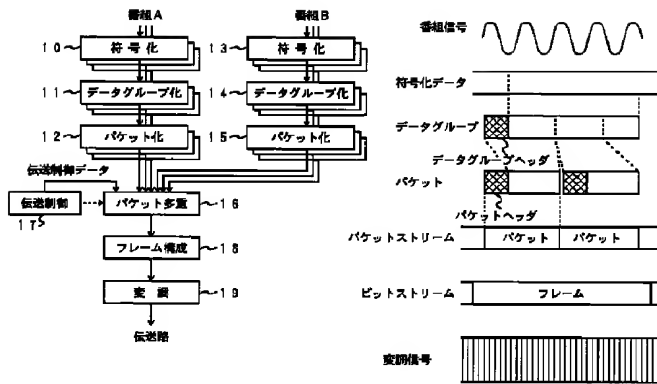 番組A
番組B
10
符号化
13
符号化
11
データグループ化
14
データグループ化
12
パケット化
15
パケット化
伝送制御データ
伝送制御
17
パケット多重
16
フレーム構成
18
変調
19
伝送路
番組信号
符号化データ
データグループ
データグループヘッダ
パケット
パケットヘッダ
パケットストリーム
パケット
パケット
ビットストリーム
フレーム
変調信号